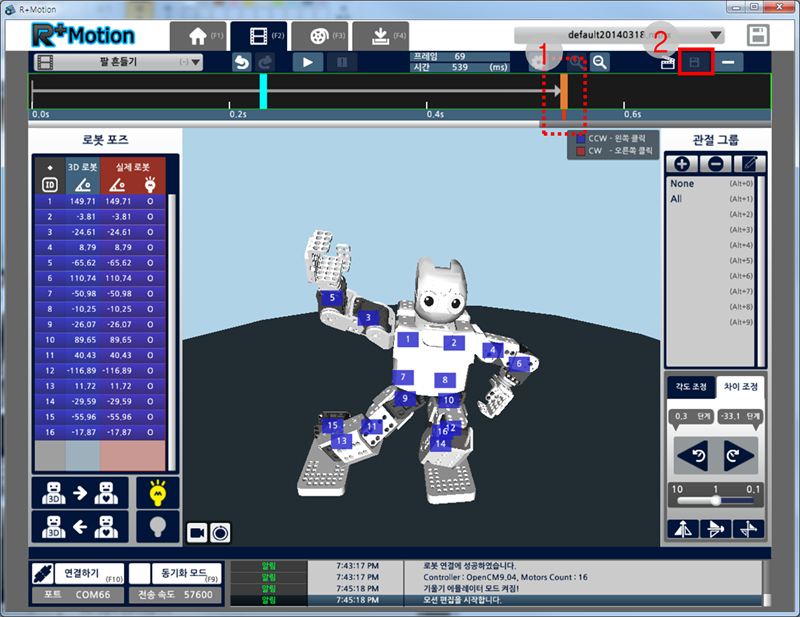 R+Motion
R+Motion
(F1)
(F2)
(F3)
(F4)
default20140318.m
팔 흔들기
(-)
프레임 69
시간 539 (ms)
1
2
0.0s 0.2s 0.4s 0.6s
CCW - 왼쪽 클릭
CW - 오른쪽 클릭
로봇 포즈
3D 로봇 실제 로봇
ID
1 149.71 149.71 O
2 -3.81 -3.81 O
3 -24.61 -24.61 O
4 8.79 8.79 O
5 -65.62 -65.62 O
6 110.74 110.74 O
7 -50.98 -50.98 O
8 -10.25 -10.25 O
9 -26.07 -26.07 O
10 89.65 89.65 O
11 40.43 40.43 O
12 -116.89 -116.89 O
13 11.72 11.72 O
14 -29.59 -29.59 O
15 -55.96 -55.96 O
16 -17.87 -17.87 O
3D
3D
5
3
1
2
4
6
7
8
9
10
11
12
15
13
16
14
관절 그룹
None (Alt+0)
All (Alt+1)
(Alt+2)
(Alt+3)
(Alt+4)
(Alt+5)
(Alt+6)
(Alt+7)
(Alt+8)
(Alt+9)
각도 조정 차이 조정
0.3 단계 -33.1 단계
10 1 0.1
연결하기 (F10)
동기화 모드 (F9)
포트 COM66
전송 속도 57600
알림 7:43:17 PM 로봇 연결에 성공하였습니다.
알림 7:43:17 PM Controller : OpenCM9.04, Motors Count : 16
알림 7:45:18 PM 기울기 에뮬레이터 모드 켜짐!
알림 7:45:18 PM 모션 편집을 시작합니다.